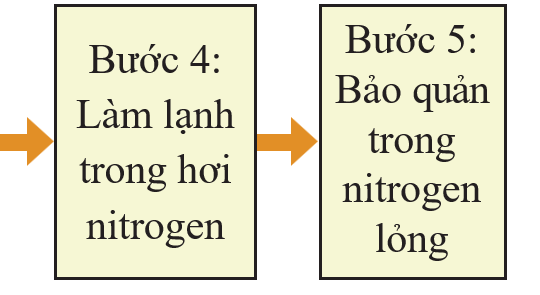 Bước 4:
Làm lạnh
trong hơi
nitrogen
Bước 5:
Bảo quản
trong
nitrogen
lỏng